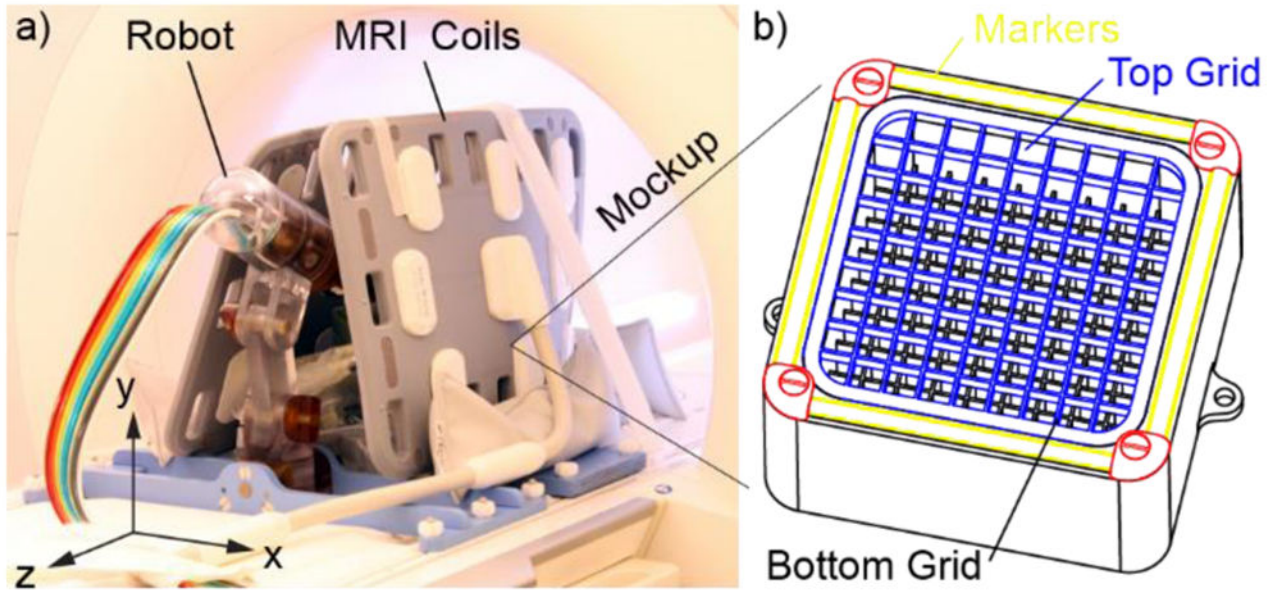 a)
Robot
MRI Coils
Mockup
y
x
z
b)
Markers
Top Grid
Bottom Grid